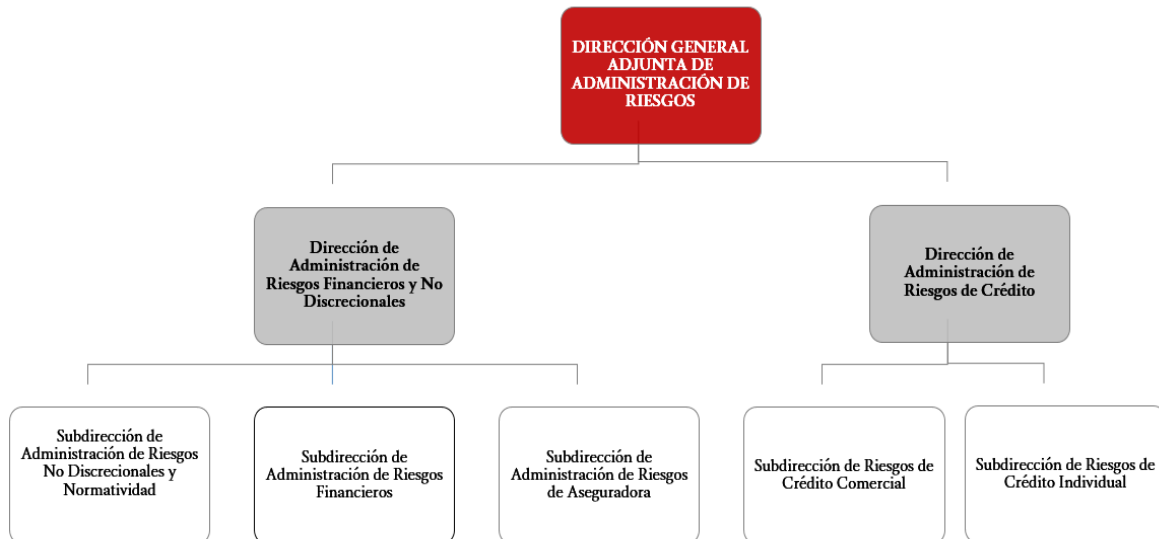 DIRECCIÓN GENERAL
ADJUNTA DE
ADMINISTRACIÓN DE
RIESGOS
Dirección de
Administración de
Riesgos Financieros y No
Discrecionales
Dirección de
Administración de
Riesgos de Crédito
Subdirección de
Administración de Riesgos
No Discrecionales y
Normatividad
Subdirección de
Administración de Riesgos
Financieros
Subdirección de
Administración de Riesgos
de Aseguradora
Subdirección de Riesgos de
Crédito Comercial
Subdirección de Riesgos de
Crédito Individual